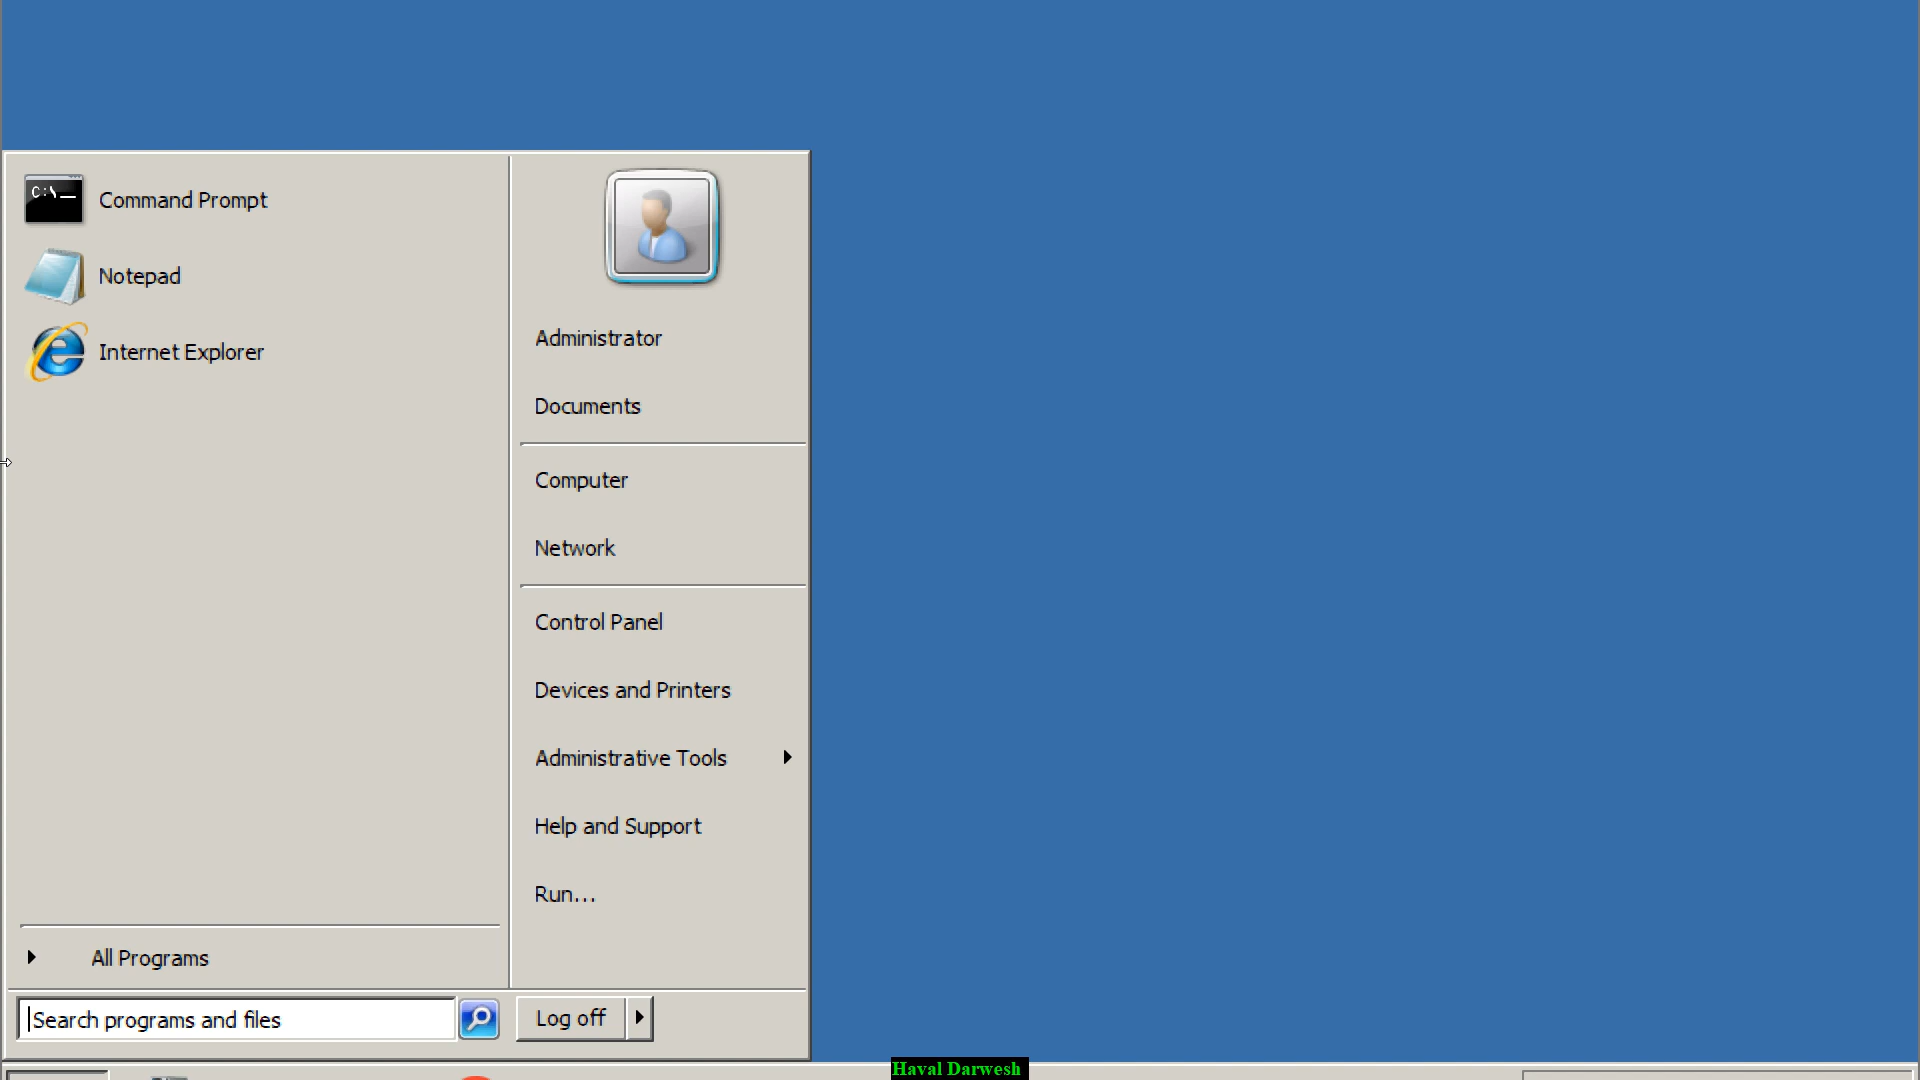 C:\_
Command Prompt
Notepad
Internet Explorer
All Programs
Search programs and files
Administrator
Documents
Computer
Network
Control Panel
Devices and Printers
Administrative Tools
Help and Support
Run...
Log off
Haval Darwesh